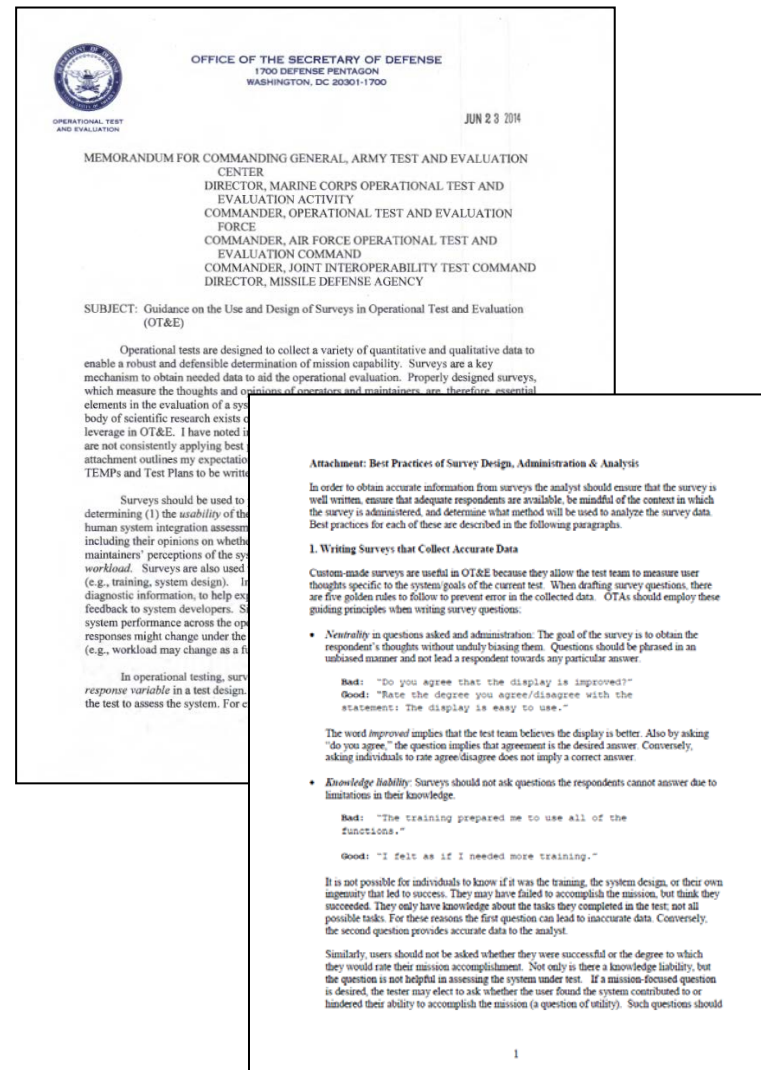 OFFICE OF THE SECRETARY OF DEFENSE
1700 DEFENSE PENTAGON
WASHINGTON, DC 20301-1700
OPERATIONAL TEST
AND EVALUATION
JUN 23 2014
MEMORANDUM FOR COMMANDING GENERAL, ARMY TEST AND EVALUATION
CENTER
DIRECTOR, MARINE CORPS OPERATIONAL TEST AND
EVALUATION ACTIVITY
COMMANDER, OPERATIONAL TEST AND EVALUATION
FORCE
COMMANDER, AIR FORCE OPERATIONAL TEST AND
EVALUATION COMMAND
COMMANDER, JOINT INTEROPERABILITY TEST COMMAND
DIRECTOR, MISSILE DEFENSE AGENCY
SUBJECT: Guidance on the Use and Design of Surveys in Operational Test and Evaluation
(OT&E)
Operational tests are designed to collect a variety of quantitative and qualitative data to
enable a robust and defensible determination of mission capability. Surveys are a key
mechanism to obtain needed data to aid the operational evaluation. Properly designed surveys,
which measure the thoughts and opinions of operators and maintainers, are, therefore, essential
elements in the evaluation of a sys
body of scientific research exists
leverage in OT&E. I have noted i
are not consistently applying best
attachment outlines my expectatio
TEMPs and Test Plans to be writte
Surveys should be used to
determining (1) the usability of the
human system integration assessm
including their opinions on whethe
maintainers' perceptions of the sys
workload. Surveys are also used
(e.g., training, system design). I
diagnostic information, to help exp
feedback to system developers. Si
system performance across the ope
responses might change under the
(e.g., workload may change as a fu
In operational testing, surv
response variable in a test design.
the test to assess the system. For e
Attachment: Best Practices of Survey Design, Administration & Analysis
In order to obtain accurate information from surveys the analyst should ensure that the survey is
well written, ensure that adequate respondents are available, be mindful of the context in which
the survey is administered, and determine what method will be used to analyze the survey data.
Best practices for each of these are described in the following paragraphs.
1. Writing Surveys that Collect Accurate Data
Custom-made surveys are useful in OT&E because they allow the test team to measure user
thoughts specific to the system/goals of the current test. When drafting survey questions, there
are five golden rules to follow to prevent error in the collected data. OTAs should employ these
guiding principles when writing survey questions:
• Neutrality in questions asked and administration: The goal of the survey is to obtain the
respondent's thoughts without unduly biasing them. Questions should be phrased in an
unbiased manner and not lead a respondent towards any particular answer.
Bad: "Do you agree that the display is improved?"
Good: "Rate the degree you agree/disagree with the
statement: The display is easy to use."
The word improved implies that the test team believes the display is better. Also by asking
"do you agree," the question implies that agreement is the desired answer. Conversely,
asking individuals to rate agree/disagree does not imply a correct answer.
• Knowledge liability: Surveys should not ask questions the respondents cannot answer due to
limitations in their knowledge.
Bad: "The training prepared me to use all of the
functions."
Good: "I felt as if I needed more training."
It is not possible for individuals to know if it was the training, the system design, or their own
ingenuity that led to success. They may have failed to accomplish the mission, but think they
succeeded. They only have knowledge about the tasks they completed in the test; not all
possible tasks. For these reasons the first question can lead to inaccurate data. Conversely,
the second question provides accurate data to the analyst.
Similarly, users should not be asked whether they were successful or the degree to which
they would rate their mission accomplishment. Not only is there a knowledge liability, but
the question is not helpful in assessing the system under test. If a mission-focused question
is desired, the tester may elect to ask whether the user found the system contributed to or
hindered their ability to accomplish the mission (a question of utility). Such questions should
1